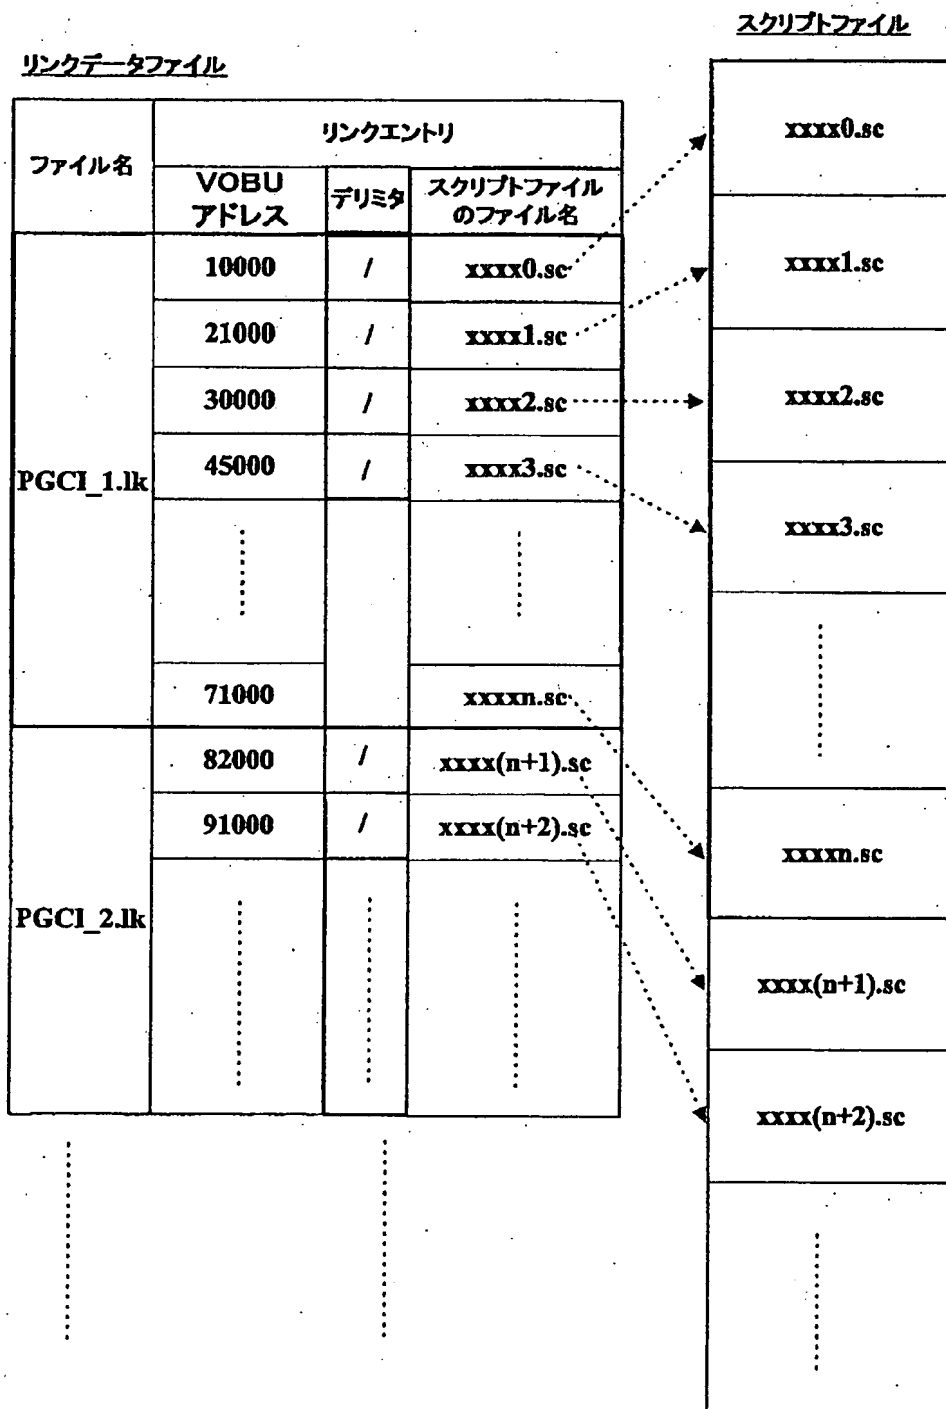 スクリプトファイル
リンクデータファイル
ファイル名
リンクエントリ
VOBU
アドレス
デリミタ
スクリプトファイル
のファイル名
PGCI_1.lk
10000 / xxxx0.sc
21000 / xxxx1.sc
30000 / xxxx2.sc
45000 / xxxx3.sc
71000 xxxxn.sc
PGCI_2.lk
82000 / xxxx(n+1).sc
91000 / xxxx(n+2).sc
xxxx0.sc
xxxx1.sc
xxxx2.sc
xxxx3.sc
xxxxn.sc
xxxx(n+1).sc
xxxx(n+2).sc